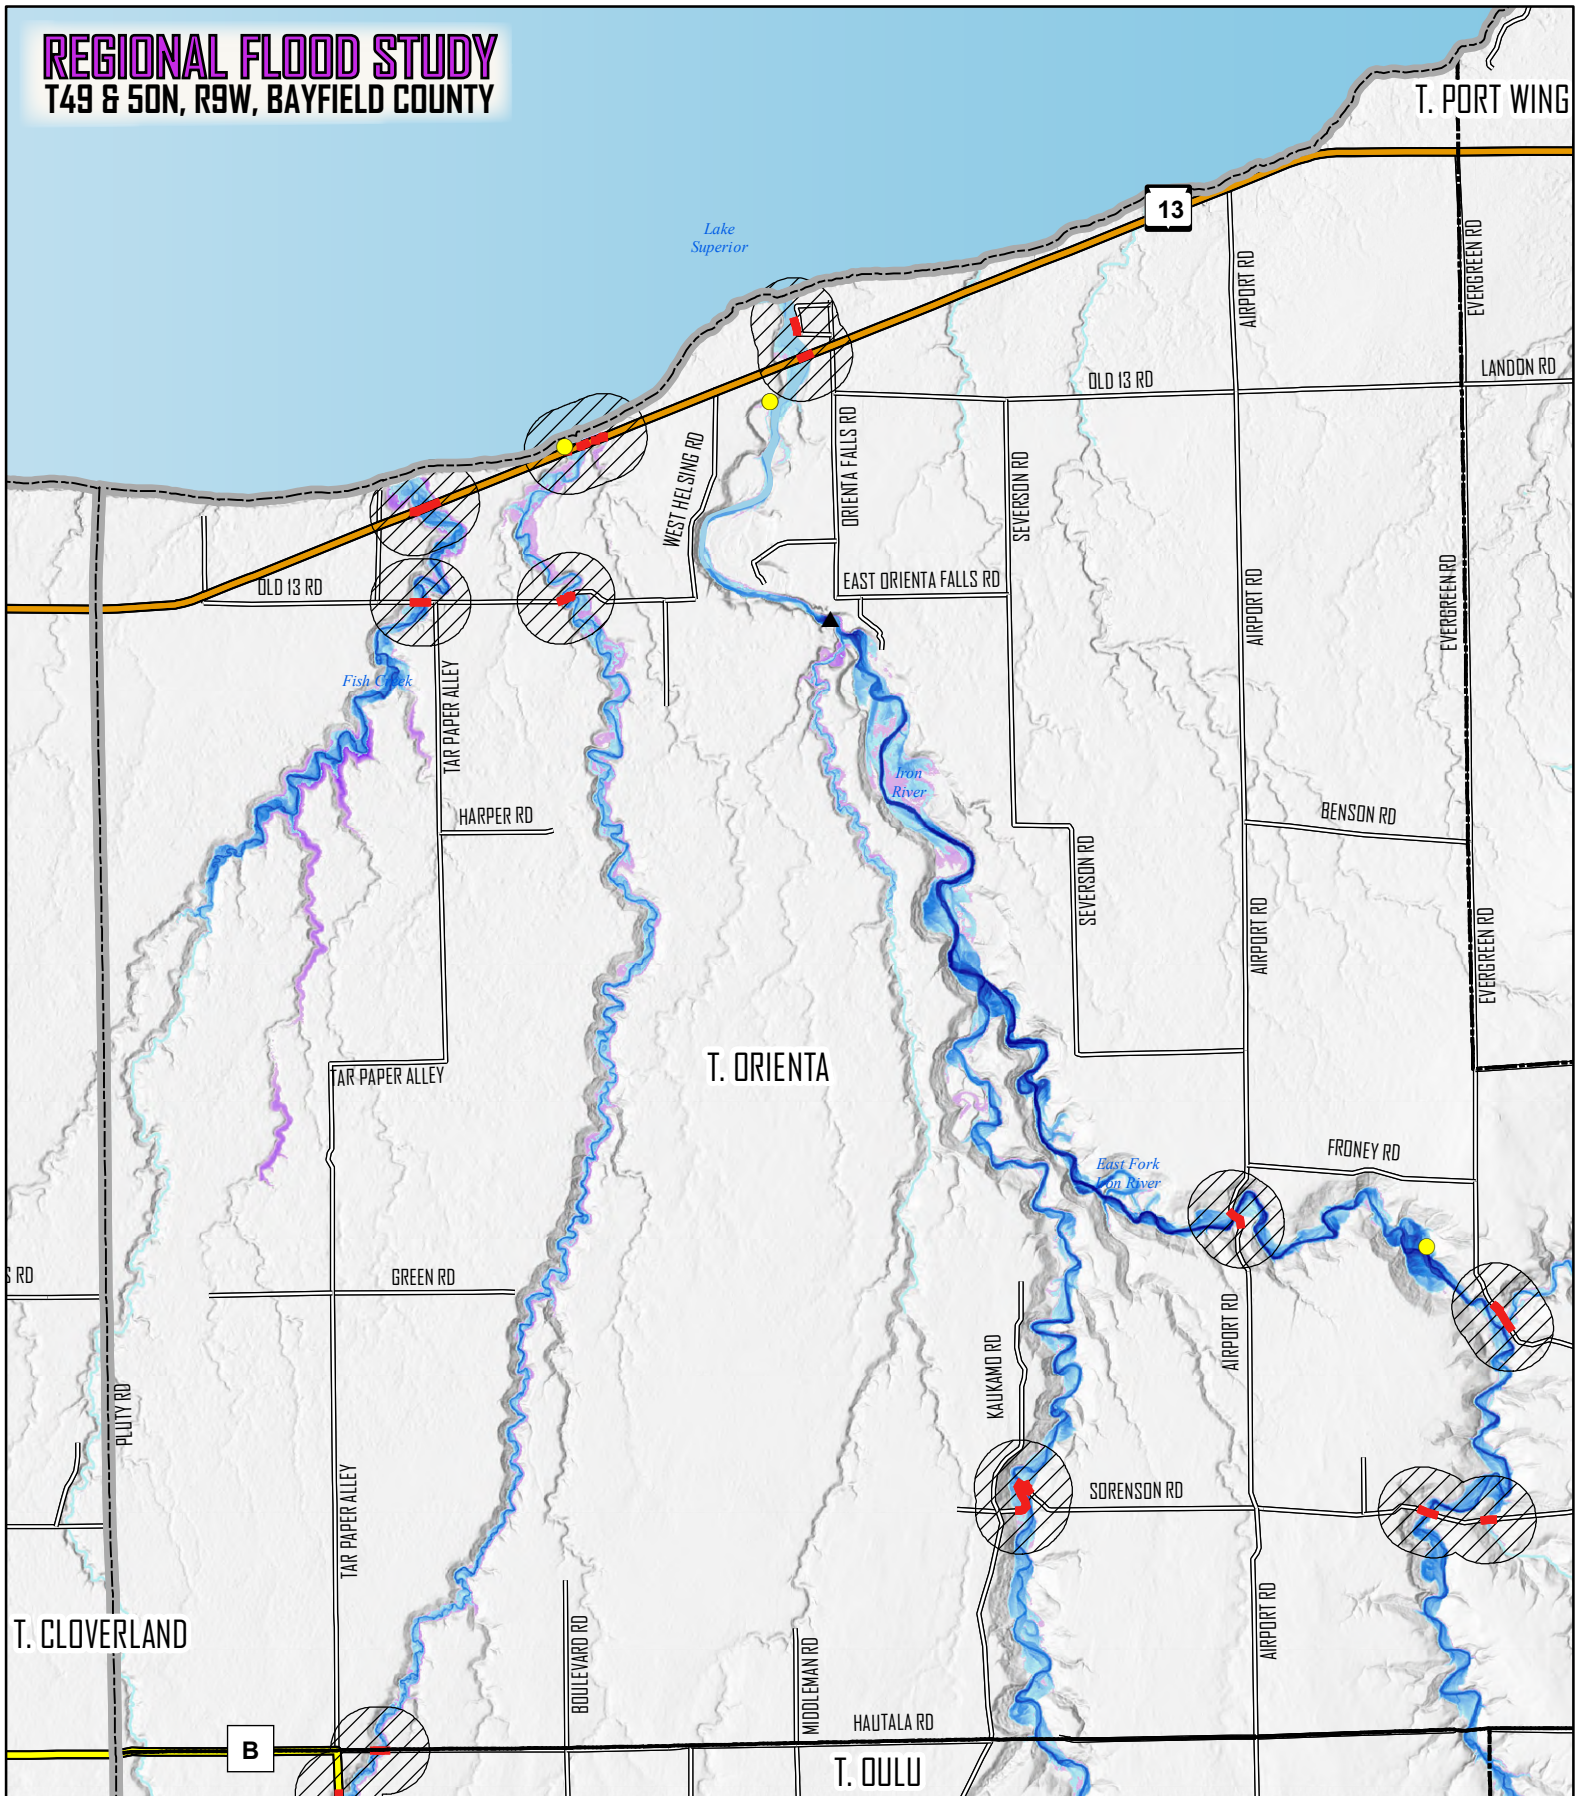 REGIONAL FLOOD STUDY
T49 & 50N, R9W, BAYFIELD COUNTY
T. PORT WING
13
Lake
Superior
EVERGREEN RD
AIRPORT RD
LANDON RD
OLD 13 RD
ORIENTA FALLS RD
WEST HELSING RD
SEVERSON RD
EAST ORIENTA FALLS RD
OLD 13 RD
AIRPORT RD
EVERGREEN RD
Fish Creek
TAR PAPER ALLEY
Iron
River
HARPER RD
BENSON RD
SEVERSON RD
AIRPORT RD
EVERGREEN RD
T. ORIENTA
TAR PAPER ALLEY
FRONEY RD
East Fork
Iron River
S RD
GREEN RD
AIRPORT RD
KAUKAMO RD
PLUTY RD
SORENSON RD
TAR PAPER ALLEY
T. CLOVERLAND
BOULEVARD RD
MIDDLEMAN RD
AIRPORT RD
HAUTALA RD
B
T. OULU